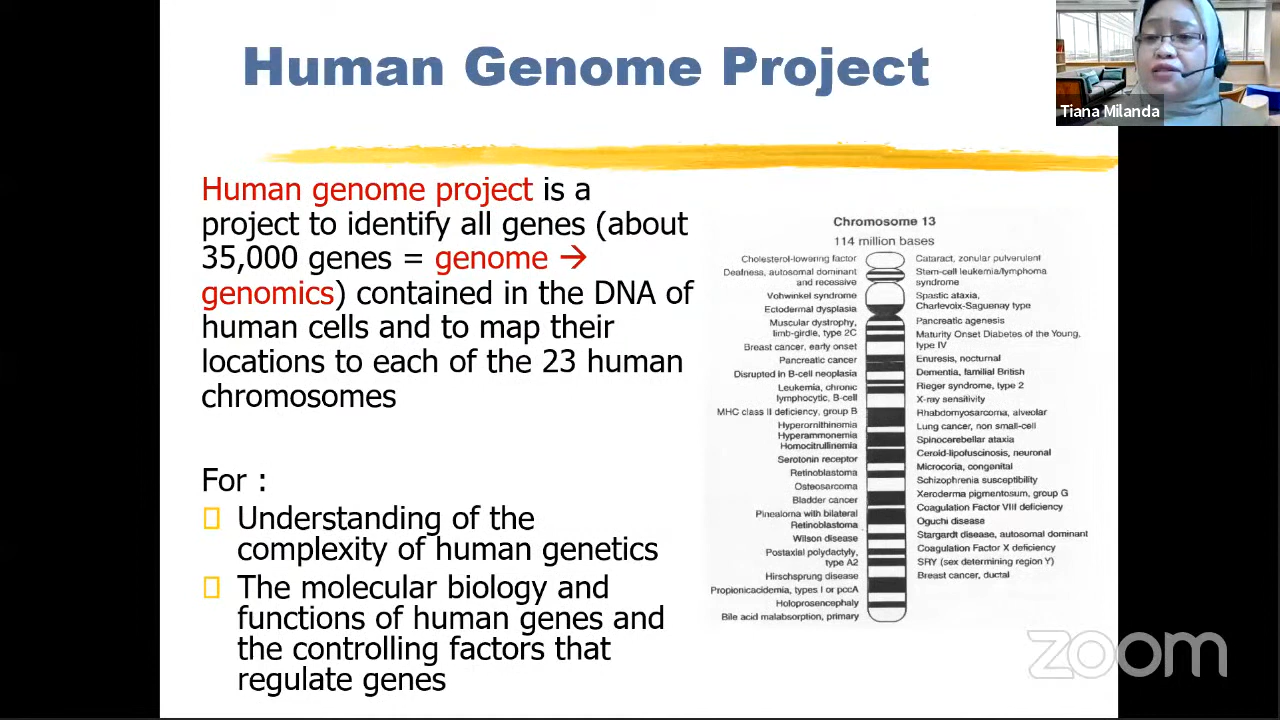 Human Genome Project
Tiana Milanda
Human genome project is a
project to identify all genes (about
35,000 genes = genome →
genomics) contained in the DNA of
human cells and to map their
locations to each of the 23 human
chromosomes
For :
Understanding of the
complexity of human genetics
The molecular biology and
functions of human genes and
the controlling factors that
regulate genes
Chromosome 13
114 million bases
Cholesterol-lowering factor
Deafness, autosomal dominant
and recessive
Vohwinkel syndrome
Ectodermal dysplasia
Muscular dystrophy,
limb-girdle, type 2C
Breast cancer, early onset
Pancreatic cancer
Disrupted in B-cell neoplasia
Leukemia, chronic
lymphocytic, B-cell
MHC class II deficiency, group B
Hyperornithinemia
Hyperammonemia
Homocitrullinemia
Serotonin receptor
Retinoblastoma
Osteosarcoma
Bladder cancer
Pinealoma with bilateral
Retinoblastoma
Wilson disease
Postaxial polydactyly,
type A2
Hirschsprung disease
Propionicacidemia, types I or pccA
Holoprosencephaly
Bile acid malabsorption, primary
Cataract, zonular pulverulent
Stem-cell leukemia/lymphoma
syndrome
Spastic ataxia,
Charlevoix-Saguenay type
Pancreatic agenesis
Maturity Onset Diabetes of the Young,
type IV
Enuresis, nocturnal
Dementia, familial British
Rieger syndrome, type 2
X-ray sensitivity
Rhabdomyosarcoma, alveolar
Lung cancer, non small-cell
Spinocerebellar ataxia
Ceroid-lipofuscinosis, neuronal
Microcoria, congenital
Schizophrenia susceptibility
Xeroderma pigmentosum, group G
Coagulation Factor VIII deficiency
Oguchi disease
Stargardt disease, autosomal dominant
Coagulation Factor X deficiency
SRY (sex determining region Y)
Breast cancer, ductal
zoom